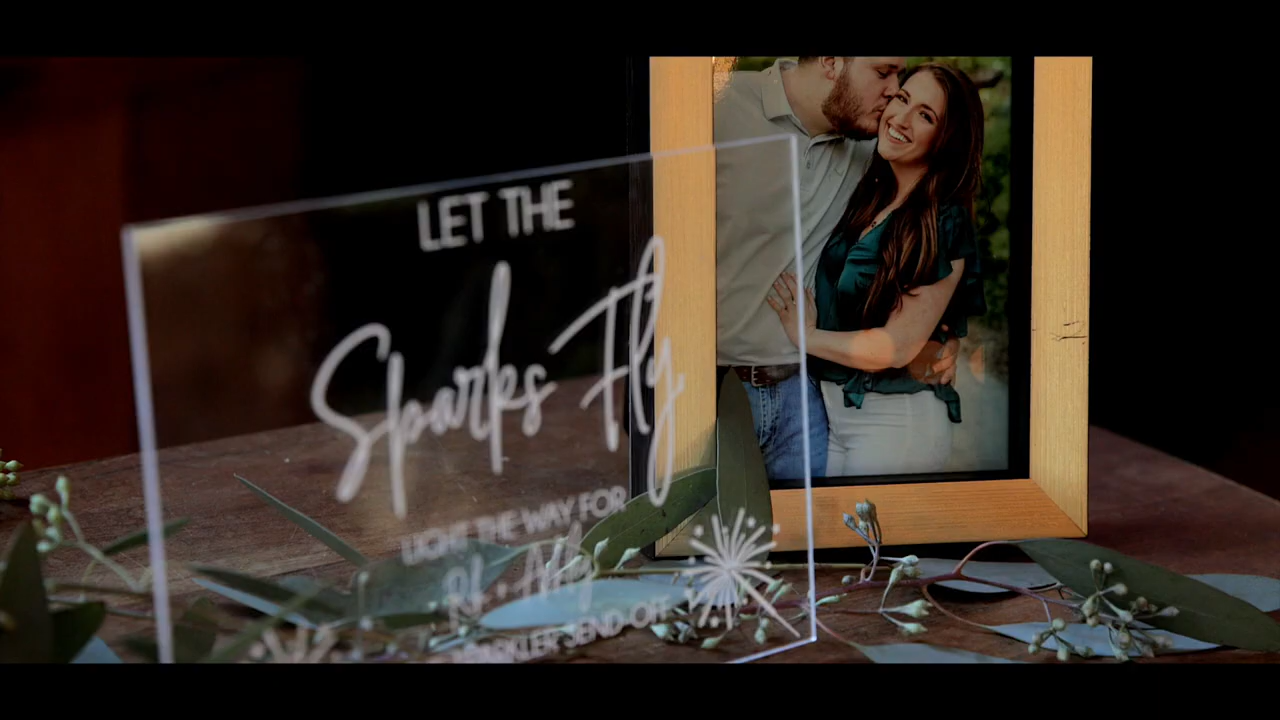 LET THE
Sparks Fly
LIGHT THE WAY FOR
SPARKLER SEND-OFF